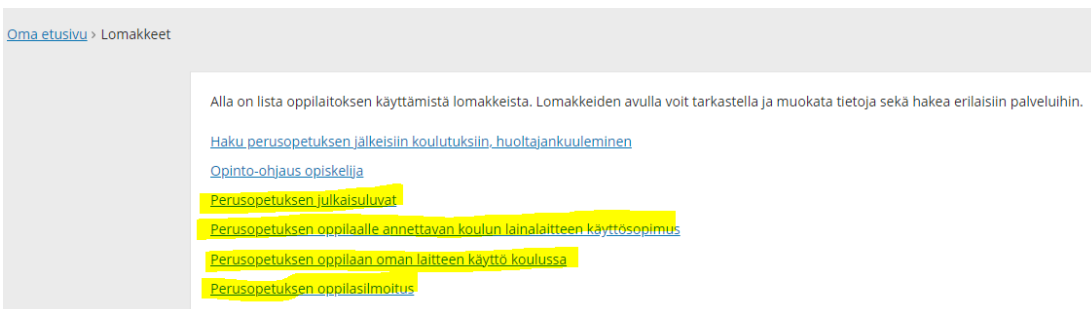 Oma etusivu > Lomakkeet
Alla on lista oppilaitoksen käyttämistä lomakkeista. Lomakkeiden avulla voit tarkastella ja muokata tietoja sekä hakea erilaisiin palveluihin.
Haku perusopetuksen jälkeisiin koulutuksiin, huoltajankuuleminen
Opinto-ohjaus opiskelija
Perusopetuksen julkaisuluvat
Perusopetuksen oppilaalle annettavan koulun lainalaitteen käyttösopimus
Perusopetuksen oppilaan oman laitteen käyttö koulussa
Perusopetuksen oppilasilmoitus